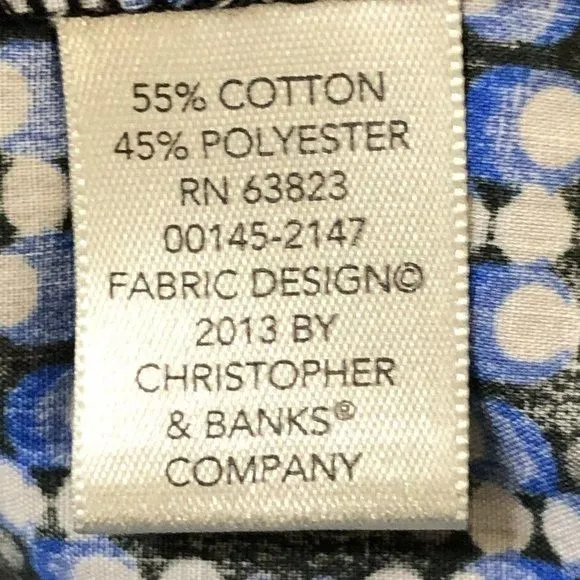 55% COTTON
45% POLYESTER
RN 63823
00145-2147
FABRIC DESIGN©
2013 BY
CHRISTOPHER
& BANKS®
COMPANY